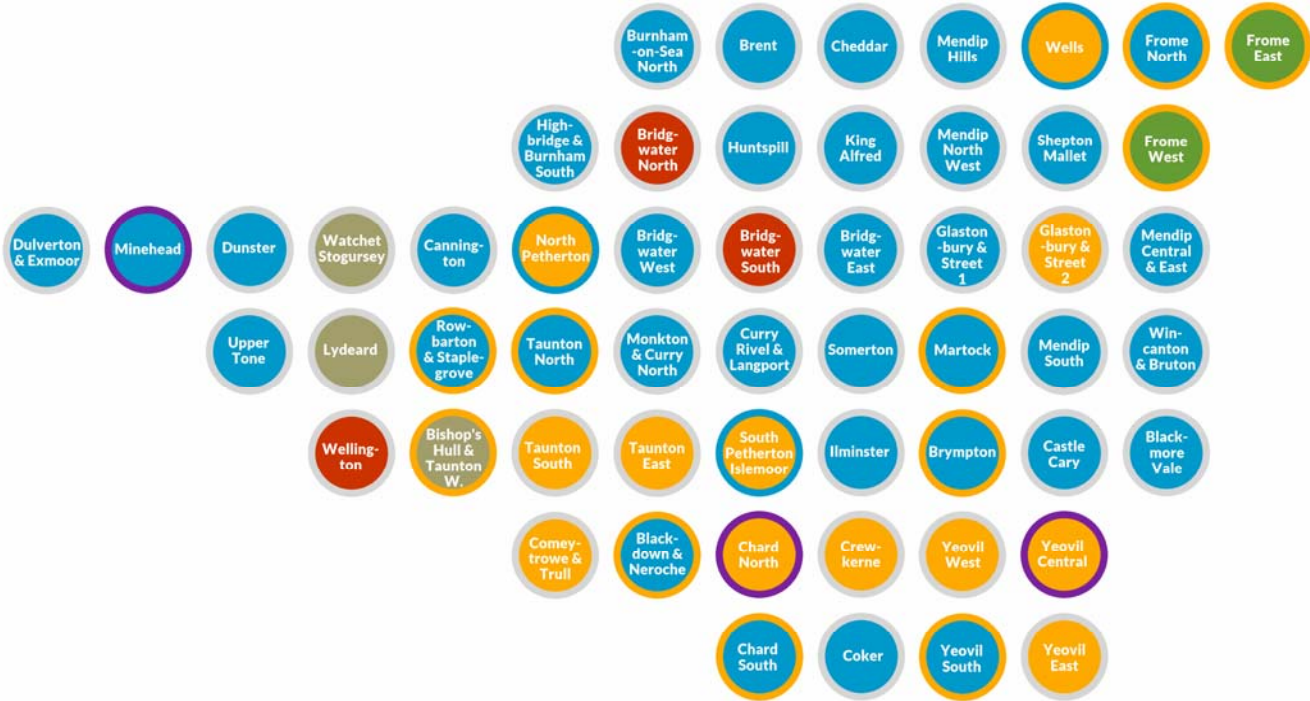 Burnham
-on-Sea
North
Brent
Cheddar
Mendip
Hills
Wells
Frome
North
Frome
East
High-
bridge &
Burnham
South
Bridg-
water
North
Huntspill
King
Alfred
Mendip
North
West
Shepton
Mallet
Frome
West
Dulverton
& Exmoor
Minehead
Dunster
Watchet
Stogursey
Canning-
ton
North
Petherton
Bridg-
water
West
Bridg-
water
South
Bridg-
water
East
Glaston
-bury &
Street
1
Glaston
-bury &
Street
2
Mendip
Central
& East
Upper
Tone
Lydeard
Row-
barton
& Staple-
grove
Taunton
North
Monkton
& Curry
North
Curry
Rivel &
Langport
Somerton
Martock
Mendip
South
Win-
canton
& Bruton
Welling-
ton
Bishop's
Hull &
Taunton
W.
Taunton
South
Taunton
East
South
Petherton
Islemoor
Ilminster
Brympton
Castle
Cary
Black-
more
Vale
Comey-
trowe &
Trull
Black-
down &
Neroche
Chard
North
Crew-
kerne
Yeovil
West
Yeovil
Central
Chard
South
Coker
Yeovil
South
Yeovil
East